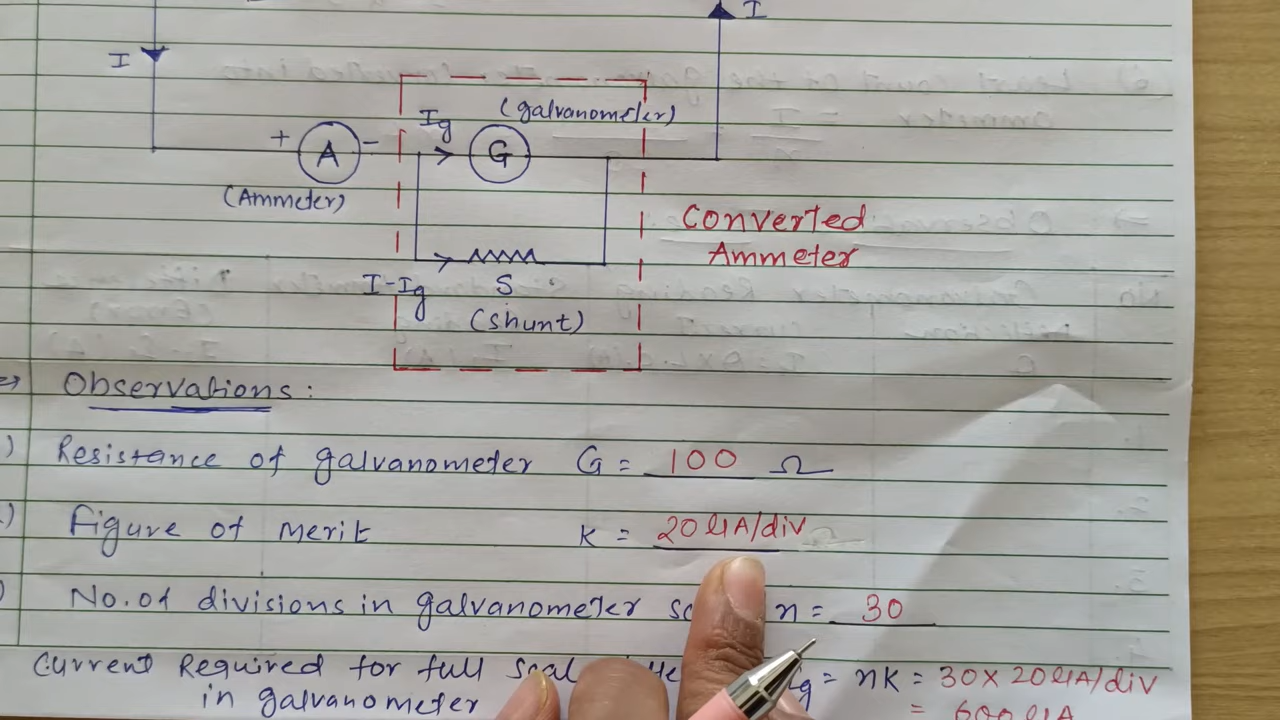 I
I
Ig
(galvanometer)
+ A - G
(Ammeter)
Converted
Ammeter
I-Ig S
(shunt)
⇒ Observations:
) Resistance of galvanometer G = 100 Ω
) Figure of Merit K = 20 μA/div
) No. of divisions in galvanometer n = 30
Current Required for full = nK = 30 × 20 μA/div
in galvanometer = 600 μA